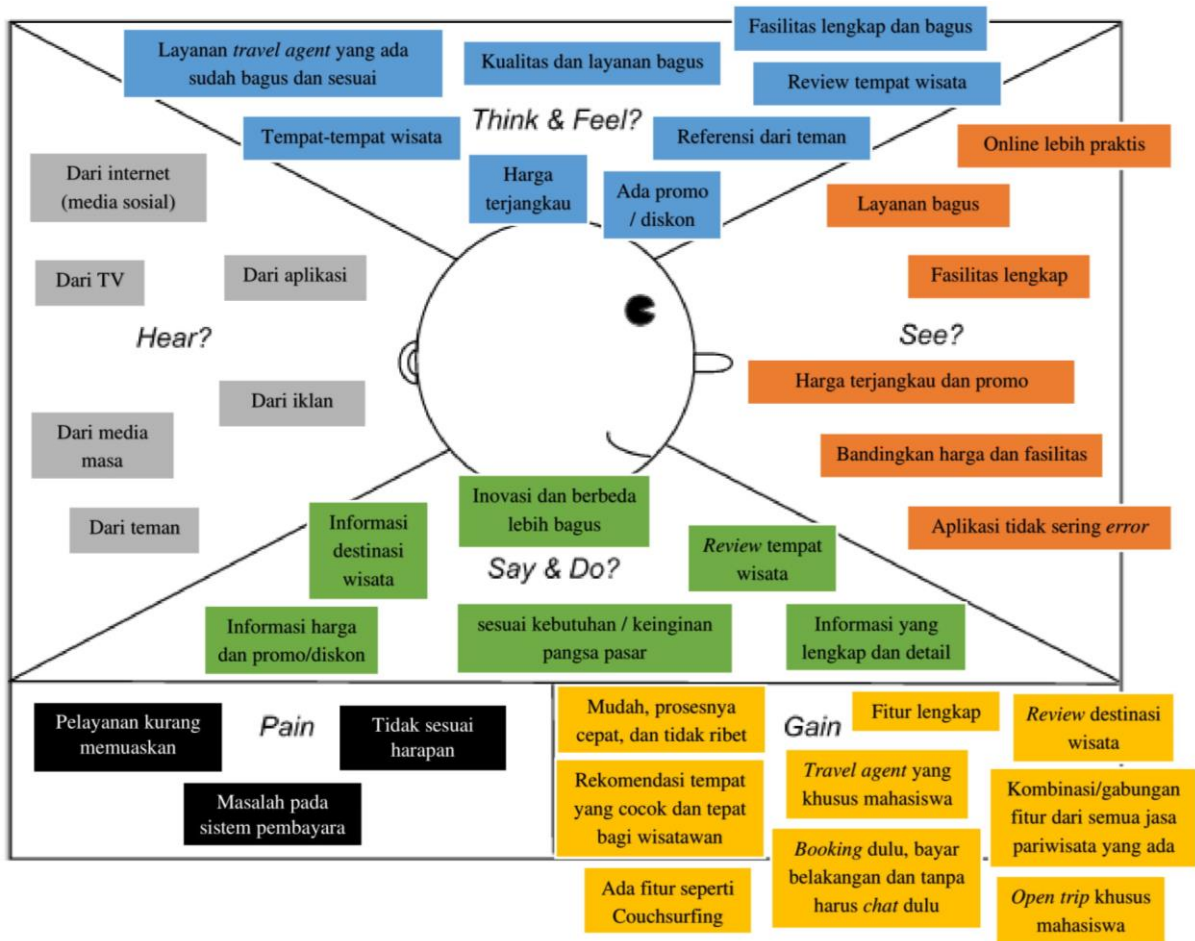 Layanan travel agent yang ada
sudah bagus dan sesuai
Kualitas dan layanan bagus
Fasilitas lengkap dan bagus
Review tempat wisata
Think & Feel?
Tempat-tempat wisata
Referensi dari teman
Harga
terjangkau
Ada promo
/ diskon
Dari internet
(media sosial)
Dari TV
Dari aplikasi
Hear?
Dari iklan
Dari media
masa
Dari teman
Online lebih praktis
Layanan bagus
Fasilitas lengkap
See?
Harga terjangkau dan promo
Bandingkan harga dan fasilitas
Aplikasi tidak sering error
Inovasi dan berbeda
lebih bagus
Informasi
destinasi
wisata
Say & Do?
Review tempat
wisata
Informasi harga
dan promo/diskon
sesuai kebutuhan / keinginan
pangsa pasar
Informasi yang
lengkap dan detail
Pelayanan kurang
memuaskan
Pain
Tidak sesuai
harapan
Masalah pada
sistem pembayara
Mudah, prosesnya
cepat, dan tidak ribet
Gain
Fitur lengkap
Review destinasi
wisata
Rekomendasi tempat
yang cocok dan tepat
bagi wisatawan
Travel agent yang
khusus mahasiswa
Kombinasi/gabungan
fitur dari semua jasa
pariwisata yang ada
Ada fitur seperti
Couchsurfing
Booking dulu, bayar
belakangan dan tanpa
harus chat dulu
Open trip khusus
mahasiswa